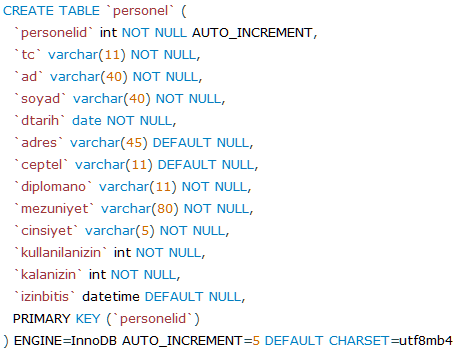 CREATE TABLE `personel` (
`personelid` int NOT NULL AUTO_INCREMENT,
`tc` varchar(11) NOT NULL,
`ad` varchar(40) NOT NULL,
`soyad` varchar(40) NOT NULL,
`dtarih` date NOT NULL,
`adres` varchar(45) DEFAULT NULL,
`ceptel` varchar(11) DEFAULT NULL,
`diplomano` varchar(11) NOT NULL,
`mezuniyet` varchar(80) NOT NULL,
`cinsiyet` varchar(5) NOT NULL,
`kullanilanizin` int NOT NULL,
`kalanizin` int NOT NULL,
`izinbitis` datetime DEFAULT NULL,
PRIMARY KEY (`personelid`)
) ENGINE=InnoDB AUTO_INCREMENT=5 DEFAULT CHARSET=utf8mb4